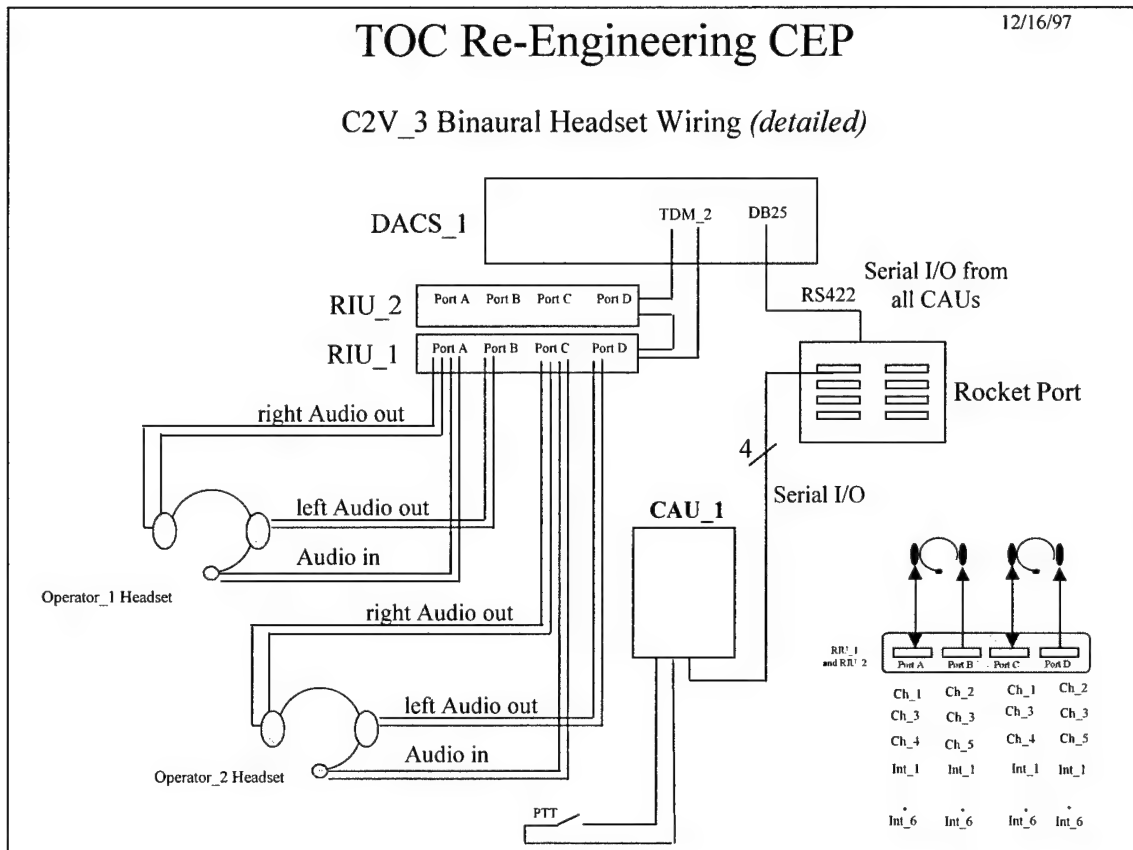 12/16/97
TOC Re-Engineering CEP
C2V_3 Binaural Headset Wiring (detailed)
DACS_1
TDM_2 DB25
RS422
Serial I/O from
all CAUs
RIU_2
Port A Port B Port C Port D
RIU_1
Port A Port B Port C Port D
Rocket Port
right Audio out
4
Serial I/O
left Audio out
Audio in
Operator_1 Headset
CAU_1
right Audio out
left Audio out
Audio in
Operator_2 Headset
PTT
RIU_1
and RIU_2
Port A Port B Port C Port D
Ch_1 Ch_2 Ch_1 Ch_2
Ch_3 Ch_3 Ch_3 Ch_3
Ch_4 Ch_5 Ch_4 Ch_5
Int_1 Int_1 Int_1 Int_1
Int_6 Int_6 Int_6 Int_6